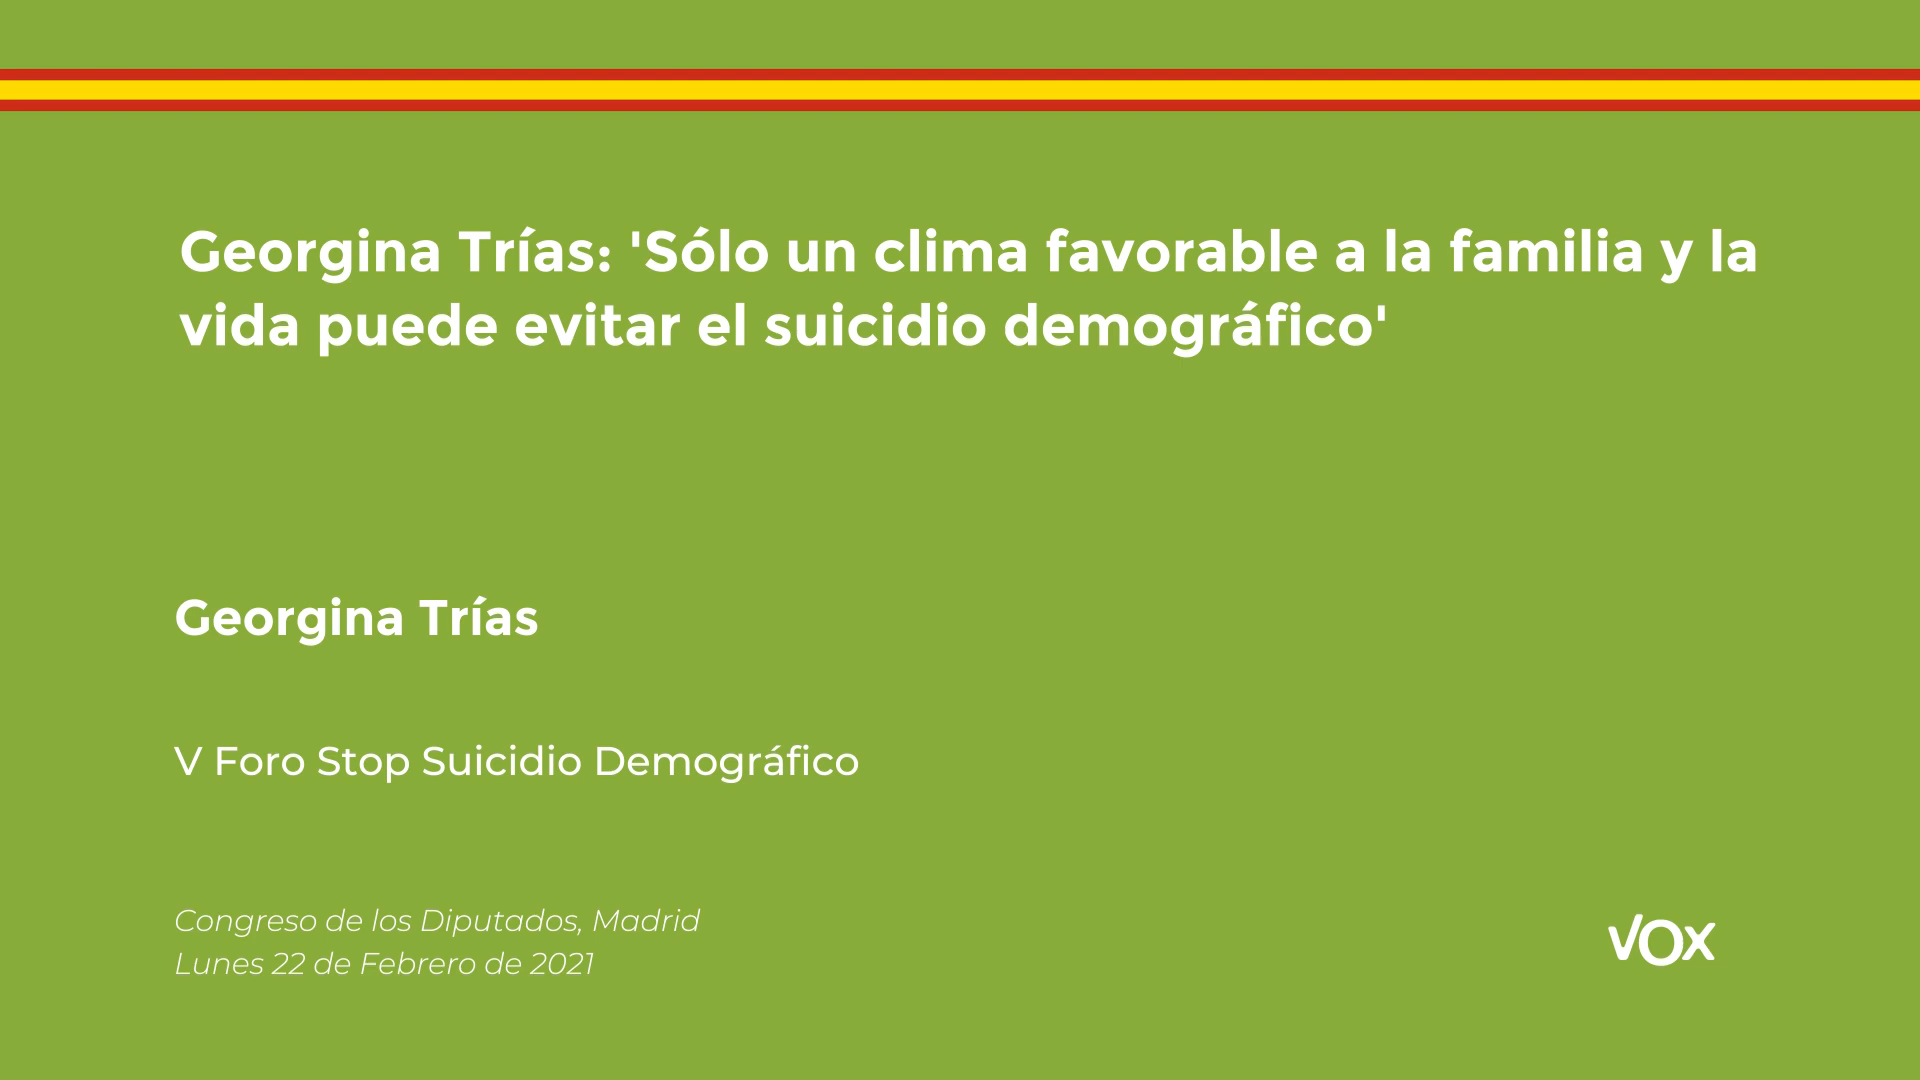 Georgina Trías: 'Sólo un clima favorable a la familia y la
vida puede evitar el suicidio demográfico'
Georgina Trías
V Foro Stop Suicidio Demográfico
Congreso de los Diputados, Madrid
Lunes 22 de Febrero de 2021
VOX